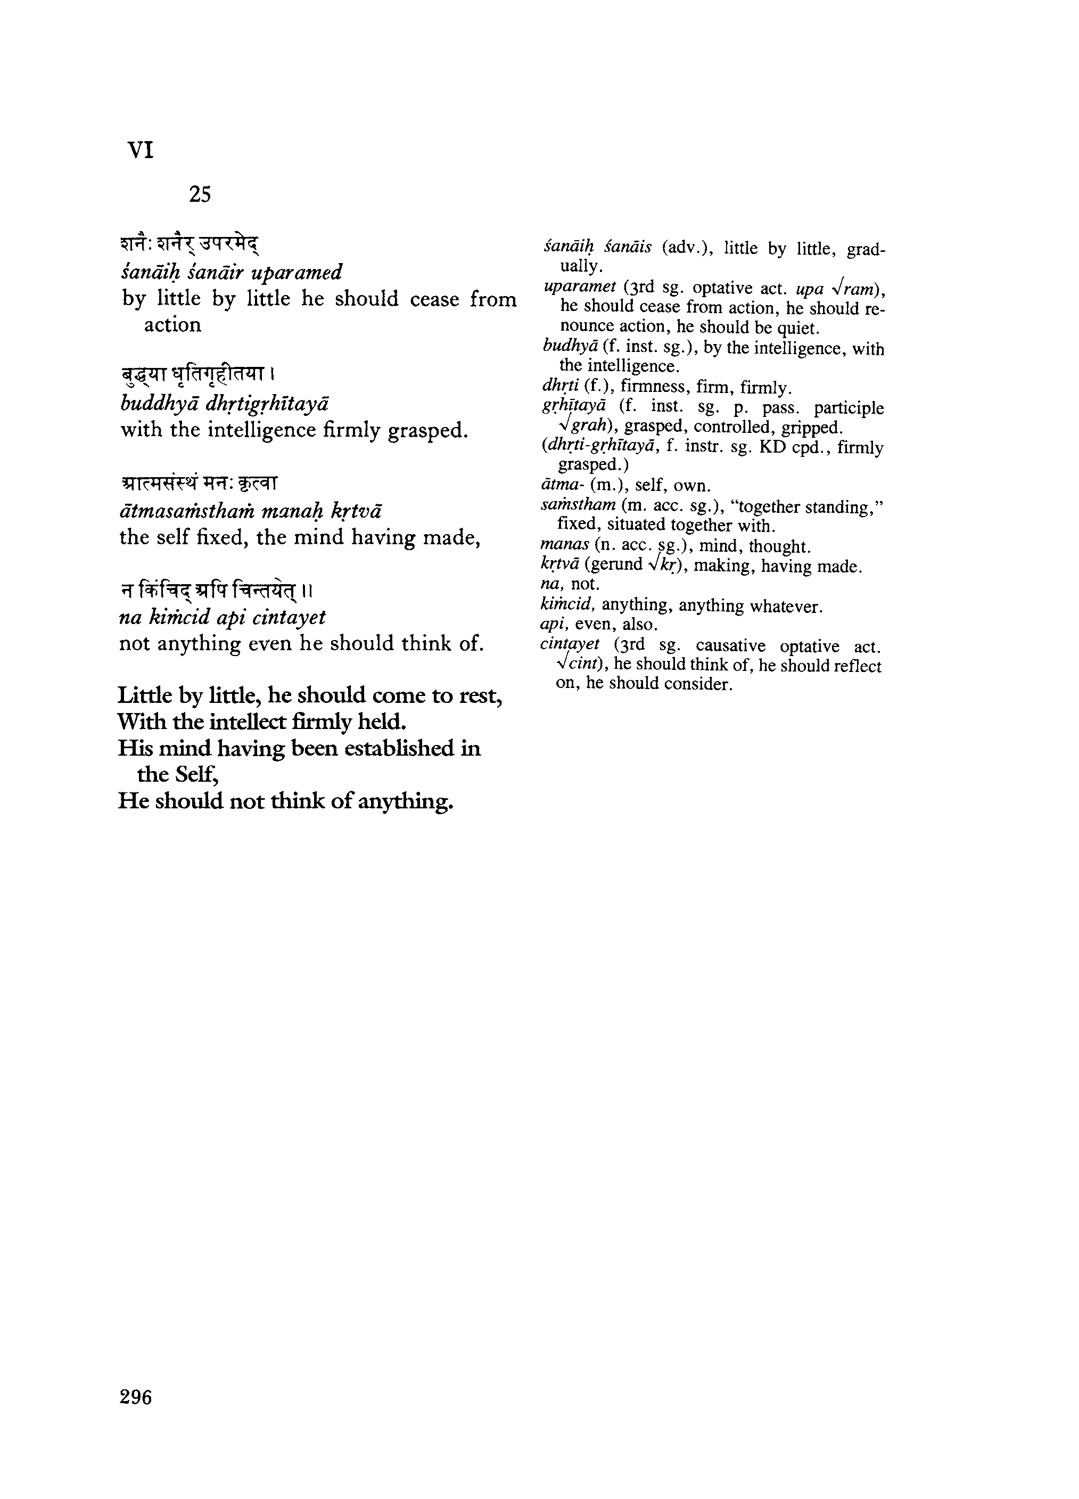 VI
25
शनैः शनैर् उपरमेद्
śanāiḥ śanāir uparamed
by little by little he should cease from
action
बुद्ध्या धृतिगृहीतया ।
buddhyā dhṛtigṛhītayā
with the intelligence firmly grasped.
आत्मसंस्थं मनः कृत्वा
ātmasaṁsthaṁ manaḥ kṛtvā
the self fixed, the mind having made,
न किंचिद् अपि चिन्तयेत् ॥
na kiṁcid api cintayet
not anything even he should think of.
Little by little, he should come to rest,
With the intellect firmly held.
His mind having been established in
the Self,
He should not think of anything.
śanāiḥ śanāis (adv.), little by little, grad-
ually.
uparamet (3rd sg. optative act. upa √ram),
he should cease from action, he should re-
nounce action, he should be quiet.
budhyā (f. inst. sg.), by the intelligence, with
the intelligence.
dhṛti (f.), firmness, firm, firmly.
gṛhītayā (f. inst. sg. p. pass. participle
√grah), grasped, controlled, gripped.
(dhṛti-gṛhītayā, f. instr. sg. KD cpd., firmly
grasped.)
ātma- (m.), self, own.
saṁstham (m. acc. sg.), “together standing,”
fixed, situated together with.
manas (n. acc. sg.), mind, thought.
kṛtvā (gerund √kṛ), making, having made.
na, not.
kiṁcid, anything, anything whatever.
api, even, also.
cintayet (3rd sg. causative optative act.
√cint), he should think of, he should reflect
on, he should consider.
296